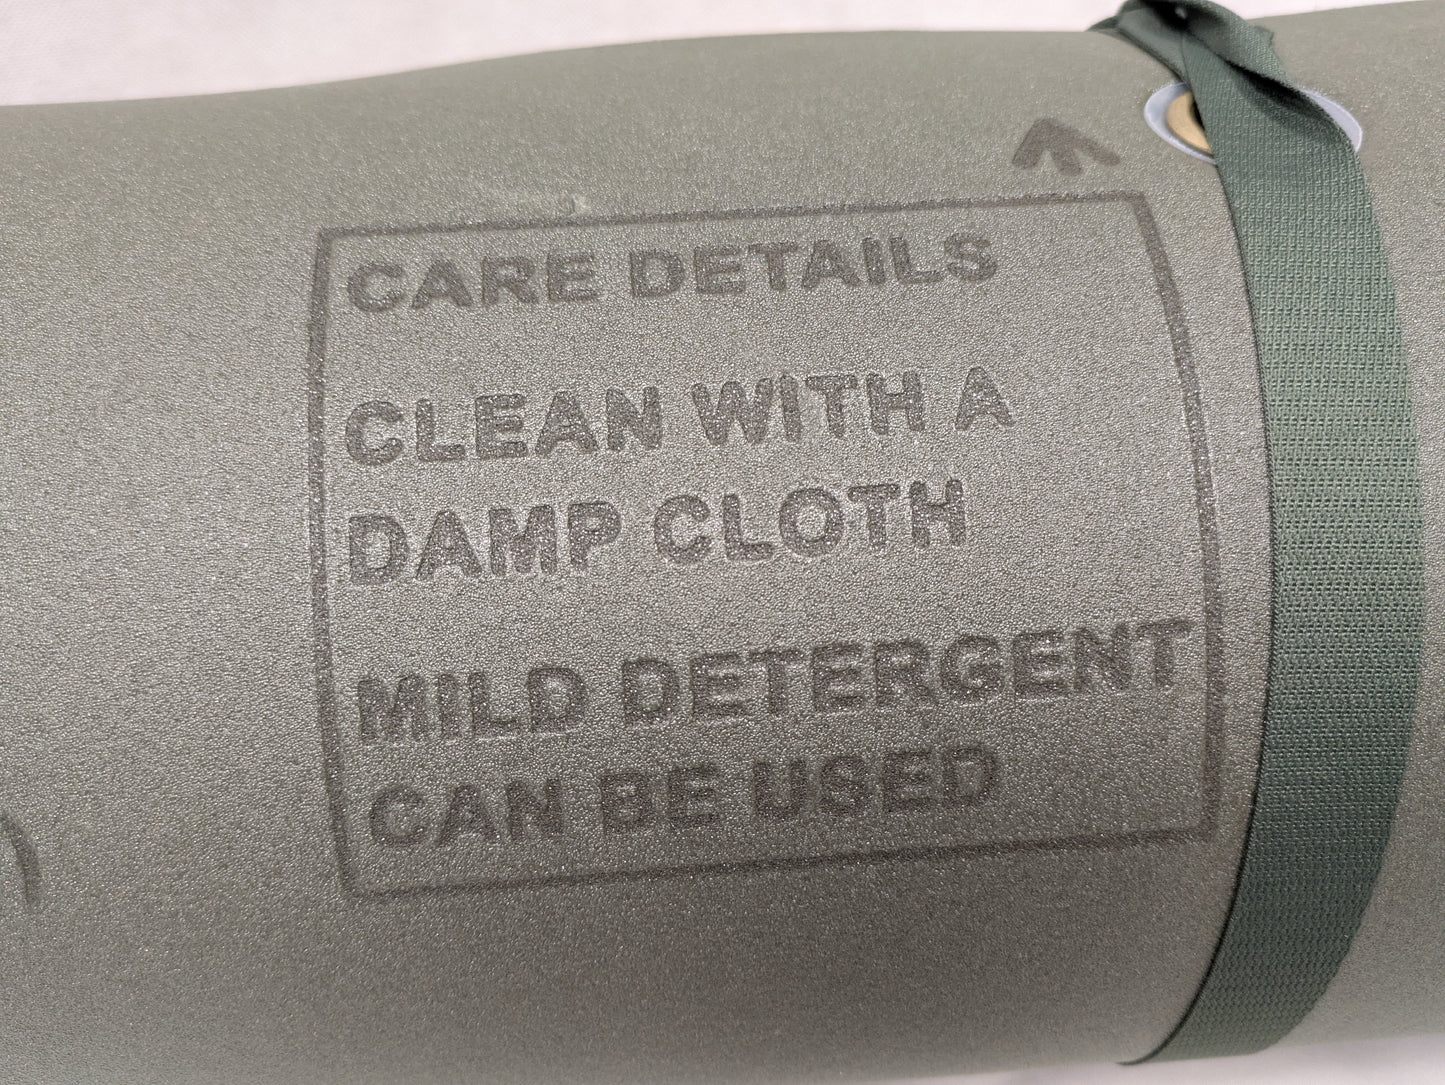 CARE DETAILS
CLEAN WITH A
DAMP CLOTH
MILD DETERGENT
CAN BE USED